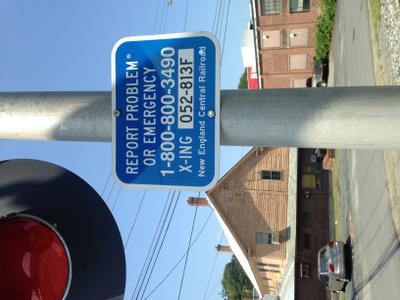 REPORT PROBLEM
OR EMERGENCY
1-800-800-3490
X-ING 052-813F
New England Central Railroad